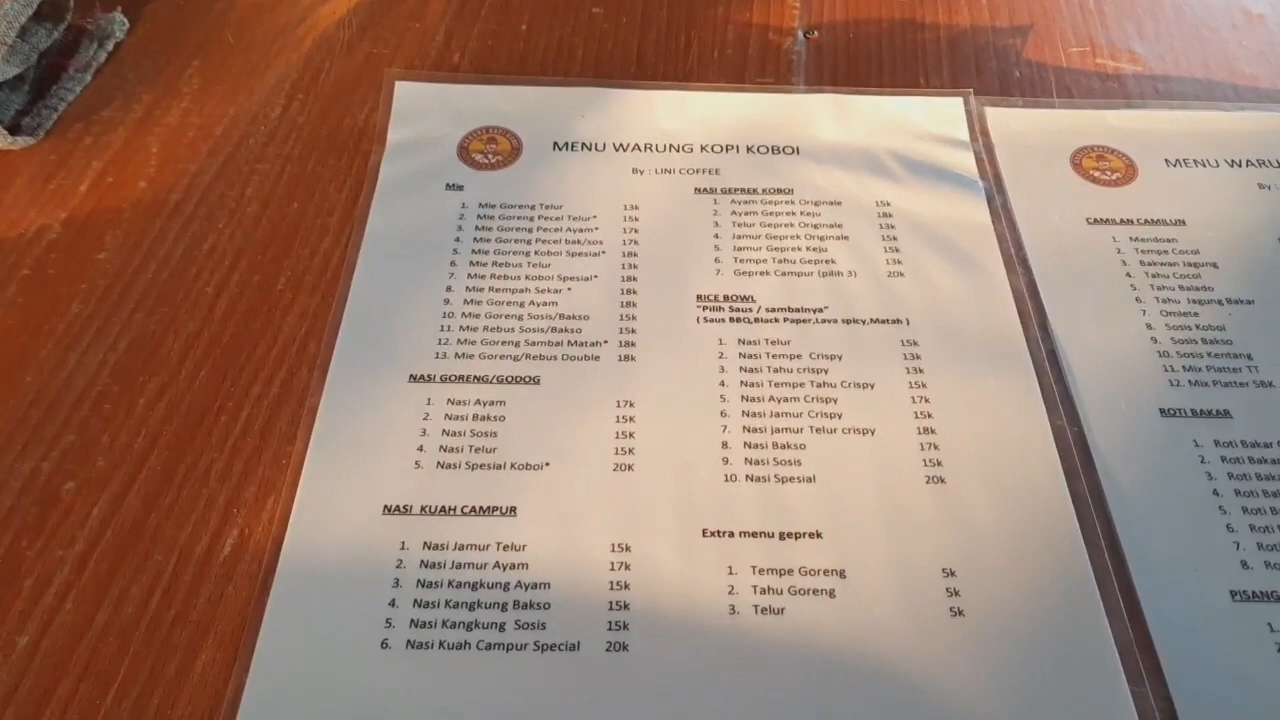 MENU WARUNG KOPI KOBOI
By : LINI COFFEE
Mie
1. Mie Goreng Telur 13k
2. Mie Goreng Pecel Telur* 15k
3. Mie Goreng Pecel Ayam* 17k
4. Mie Goreng Pecel bak/sos 17k
5. Mie Goreng Koboi Spesial* 18k
6. Mie Rebus Telur 13k
7. Mie Rebus Koboi Spesial* 18k
8. Mie Rempah Sekar * 18k
9. Mie Goreng Ayam 18k
10. Mie Goreng Sosis/Bakso 15k
11. Mie Rebus Sosis/Bakso 15k
12. Mie Goreng Sambal Matah* 18k
13. Mie Goreng/Rebus Double 18k
NASI GORENG/GODOG
1. Nasi Ayam 17k
2. Nasi Bakso 15K
3. Nasi Sosis 15K
4. Nasi Telur 15K
5. Nasi Spesial Koboi* 20K
NASI KUAH CAMPUR
1. Nasi Jamur Telur 15k
2. Nasi Jamur Ayam 17k
3. Nasi Kangkung Ayam 15k
4. Nasi Kangkung Bakso 15k
5. Nasi Kangkung Sosis 15k
6. Nasi Kuah Campur Special 20k
NASI GEPREK KOBOI
1. Ayam Geprek Originale 15k
2. Ayam Geprek Keju 18k
3. Telur Geprek Originale 13k
4. Jamur Geprek Originale 15k
5. Jamur Geprek Keju 15k
6. Tempe Tahu Geprek 13k
7. Geprek Campur (pilih 3) 20k
RICE BOWL
"Pilih Saus / sambalnya"
( Saus BBQ,Black Paper,Lava spicy,Matah )
1. Nasi Telur 15k
2. Nasi Tempe Crispy 13k
3. Nasi Tahu crispy 13k
4. Nasi Tempe Tahu Crispy 15k
5. Nasi Ayam Crispy 17k
6. Nasi Jamur Crispy 15k
7. Nasi jamur Telur crispy 18k
8. Nasi Bakso 17k
9. Nasi Sosis 15k
10. Nasi Spesial 20k
Extra menu geprek
1. Tempe Goreng 5k
2. Tahu Goreng 5k
3. Telur 5k
MENU WARU
By :
CAMILAN CAMILUN
1. Mendoan
2. Tempe Cocol
3. Bakwan Jagung
4. Tahu Cocol
5. Tahu Balado
6. Tahu Jagung Bakar
7. Omlete
8. Sosis Koboi
9. Sosis Bakso
10. Sosis Kentang
11. Mix Platter TT
12. Mix Platter SBK
ROTI BAKAR
1. Roti Bakar
2. Roti Bakar
3. Roti Baka
4. Roti Ba
5. Roti B
6. Roti
7. Roti
8. Ro
PISANG
1.